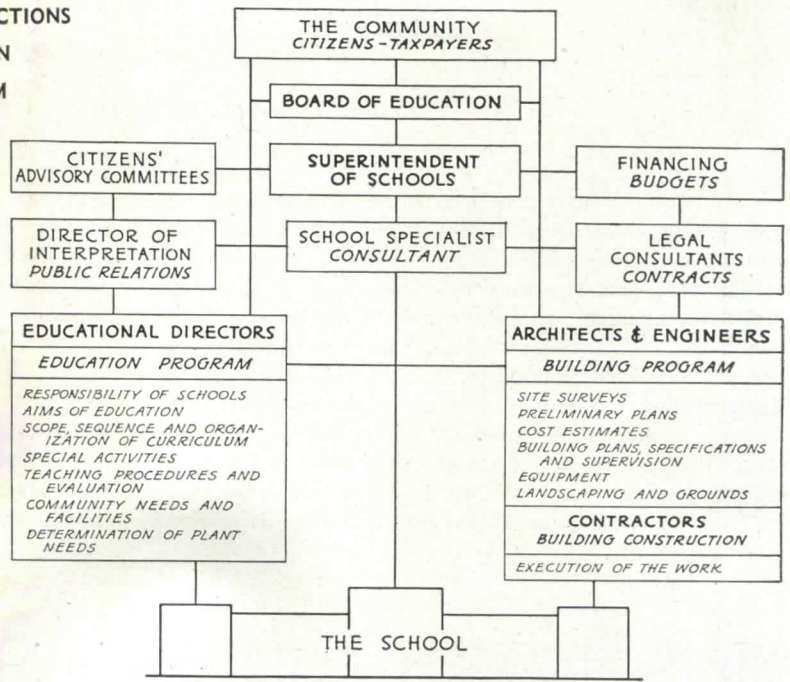 CTIONS
N
M
THE COMMUNITY
CITIZENS - TAXPAYERS
BOARD OF EDUCATION
CITIZENS'
ADVISORY COMMITTEES
SUPERINTENDENT
OF SCHOOLS
FINANCING
BUDGETS
DIRECTOR OF
INTERPRETATION
PUBLIC RELATIONS
SCHOOL SPECIALIST
CONSULTANT
LEGAL
CONSULTANTS
CONTRACTS
EDUCATIONAL DIRECTORS
EDUCATION PROGRAM
RESPONSIBILITY OF SCHOOLS
AIMS OF EDUCATION
SCOPE, SEQUENCE AND ORGAN-
IZATION OF CURRICULUM
SPECIAL ACTIVITIES
TEACHING PROCEDURES AND
EVALUATION
COMMUNITY NEEDS AND
FACILITIES
DETERMINATION OF PLANT
NEEDS
ARCHITECTS & ENGINEERS
BUILDING PROGRAM
SITE SURVEYS
PRELIMINARY PLANS
COST ESTIMATES
BUILDING PLANS, SPECIFICATIONS
AND SUPERVISION
EQUIPMENT
LANDSCAPING AND GROUNDS
CONTRACTORS
BUILDING CONSTRUCTION
EXECUTION OF THE WORK
THE SCHOOL